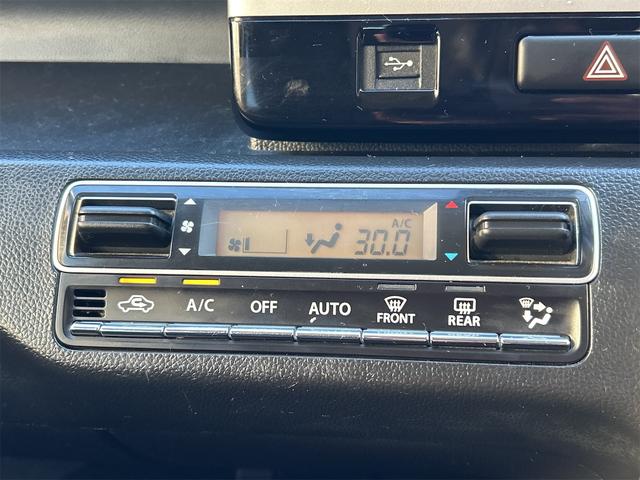 A/C
30.0
A/C
OFF
AUTO
FRONT
REAR